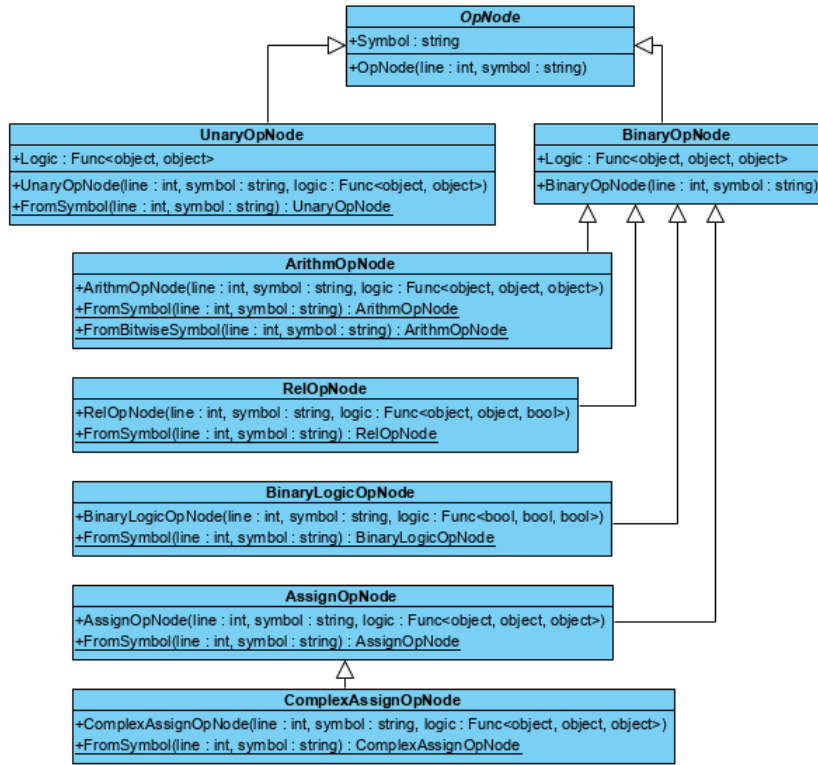 OpNode
+Symbol : string
+OpNode(line : int, symbol : string)
UnaryOpNode
+Logic : Func<object, object>
+UnaryOpNode(line : int, symbol : string, logic : Func<object, object>)
+FromSymbol(line : int, symbol : string) : UnaryOpNode
BinaryOpNode
+Logic : Func<object, object, object>
+BinaryOpNode(line : int, symbol : string)
ArithmOpNode
+ArithmOpNode(line : int, symbol : string, logic : Func<object, object, object>)
+FromSymbol(line : int, symbol : string) : ArithmOpNode
+FromBitwiseSymbol(line : int, symbol : string) : ArithmOpNode
RelOpNode
+RelOpNode(line : int, symbol : string, logic : Func<object, object, bool>)
+FromSymbol(line : int, symbol : string) : RelOpNode
BinaryLogicOpNode
+BinaryLogicOpNode(line : int, symbol : string, logic : Func<bool, bool, bool>)
+FromSymbol(line : int, symbol : string) : BinaryLogicOpNode
AssignOpNode
+AssignOpNode(line : int, symbol : string, logic : Func<object, object, object>)
+FromSymbol(line : int, symbol : string) : AssignOpNode
ComplexAssignOpNode
+ComplexAssignOpNode(line : int, symbol : string, logic : Func<object, object, object>)
+FromSymbol(line : int, symbol : string) : ComplexAssignOpNode